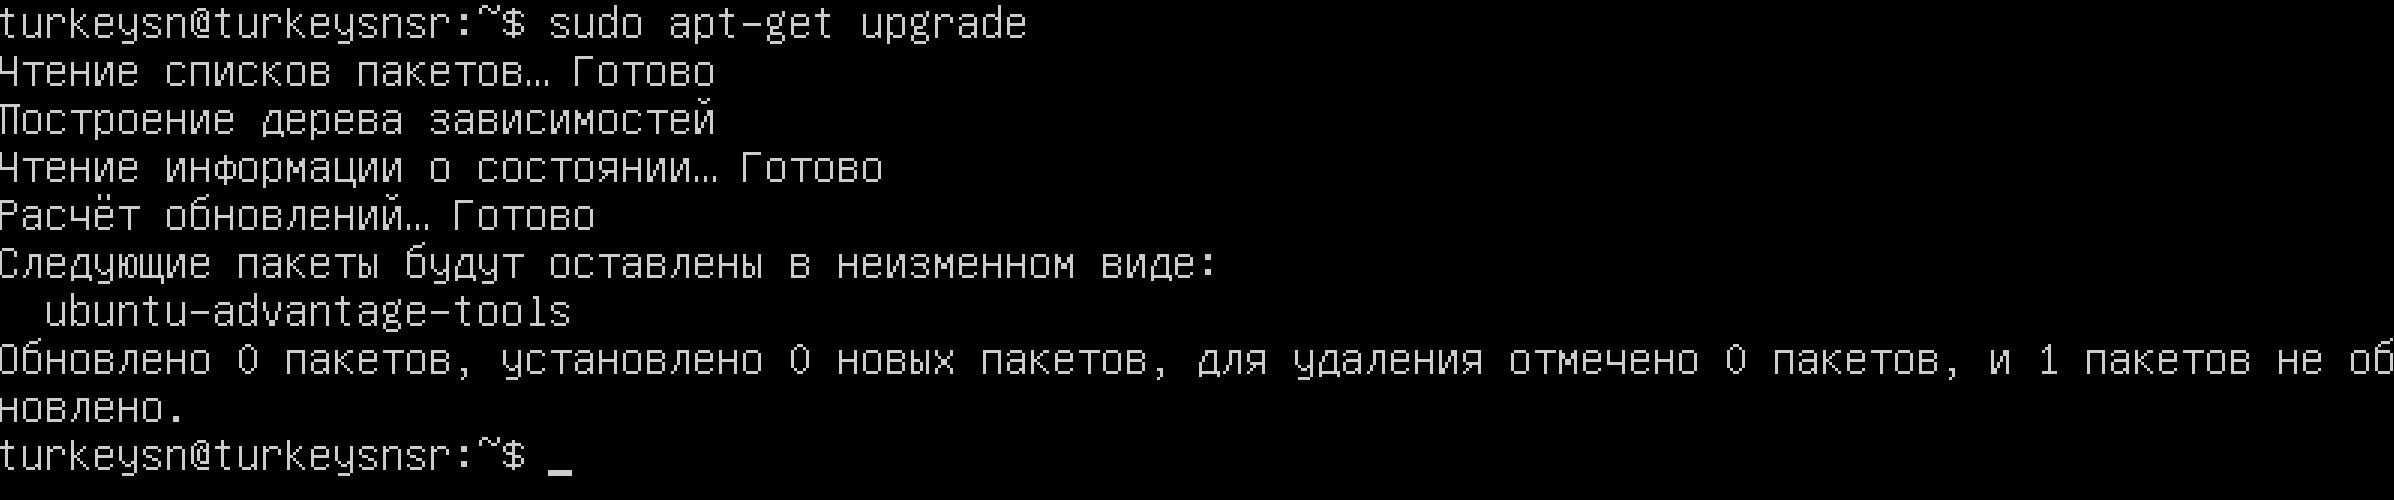 turkeysn@turkeysnsr:~$ sudo apt-get upgrade
Чтение списков пакетов… Готово
Построение дерева зависимостей
Чтение информации о состоянии… Готово
Расчёт обновлений… Готово
Следующие пакеты будут оставлены в неизменном виде:
  ubuntu-advantage-tools
Обновлено 0 пакетов, установлено 0 новых пакетов, для удаления отмечено 0 пакетов, и 1 пакетов не об
новлено.
turkeysn@turkeysnsr:~$ _